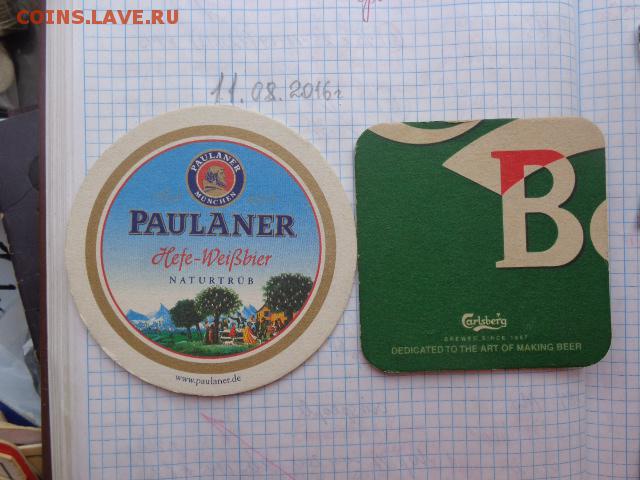 COINS.LAVE.RU
11.08.2016г
PAULANER
MÜNCHEN
PAULANER
Hefe-Weißbier
NATURTRÜB
www.paulaner.de
B
Carlsberg
BREWED SINCE 1847
DEDICATED TO THE ART OF MAKING BEER